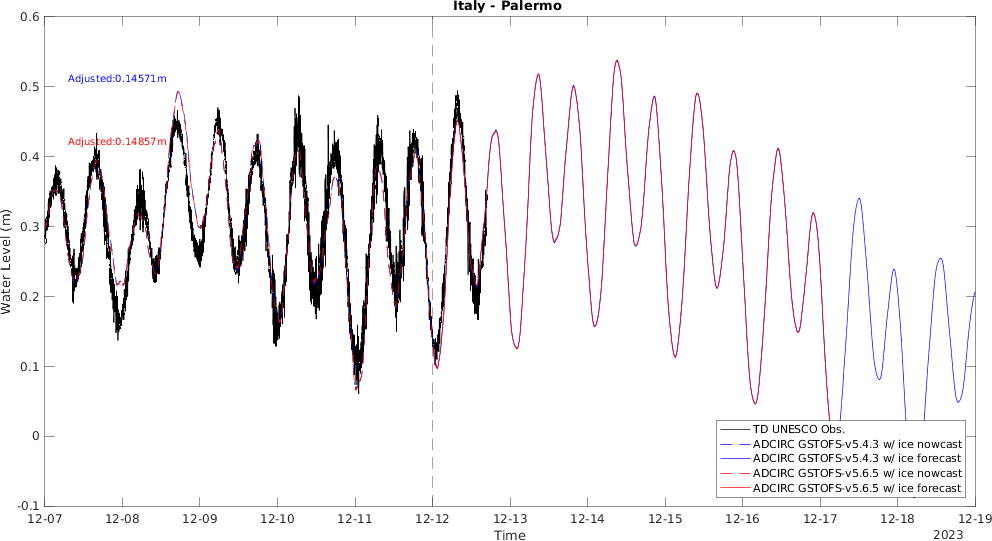 Italy - Palermo
0.6
0.5
0.4
0.3
0.2
0.1
0
-0.1
Water Level (m)
Adjusted:0.14571m
Adjusted:0.14857m
TD UNESCO Obs.
ADCIRC GSTOFS-v5.4.3 w/ ice nowcast
ADCIRC GSTOFS-v5.4.3 w/ ice forecast
ADCIRC GSTOFS-v5.6.5 w/ ice nowcast
ADCIRC GSTOFS-v5.6.5 w/ ice forecast
12-07 12-08 12-09 12-10 12-11 12-12 12-13 12-14 12-15 12-16 12-17 12-18 12-19
Time
2023